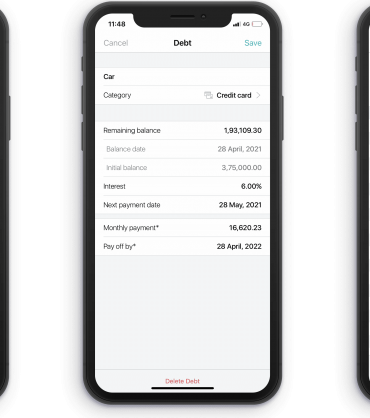 11:48 4G
Cancel Debt Save
Car
Category Credit card
Remaining balance 1,93,109.30
Balance date 28 April, 2021
Initial balance 3,75,000.00
Interest 6.00%
Next payment date 28 May, 2021
Monthly payment* 16,620.23
Pay off by* 28 April, 2022
Delete Debt